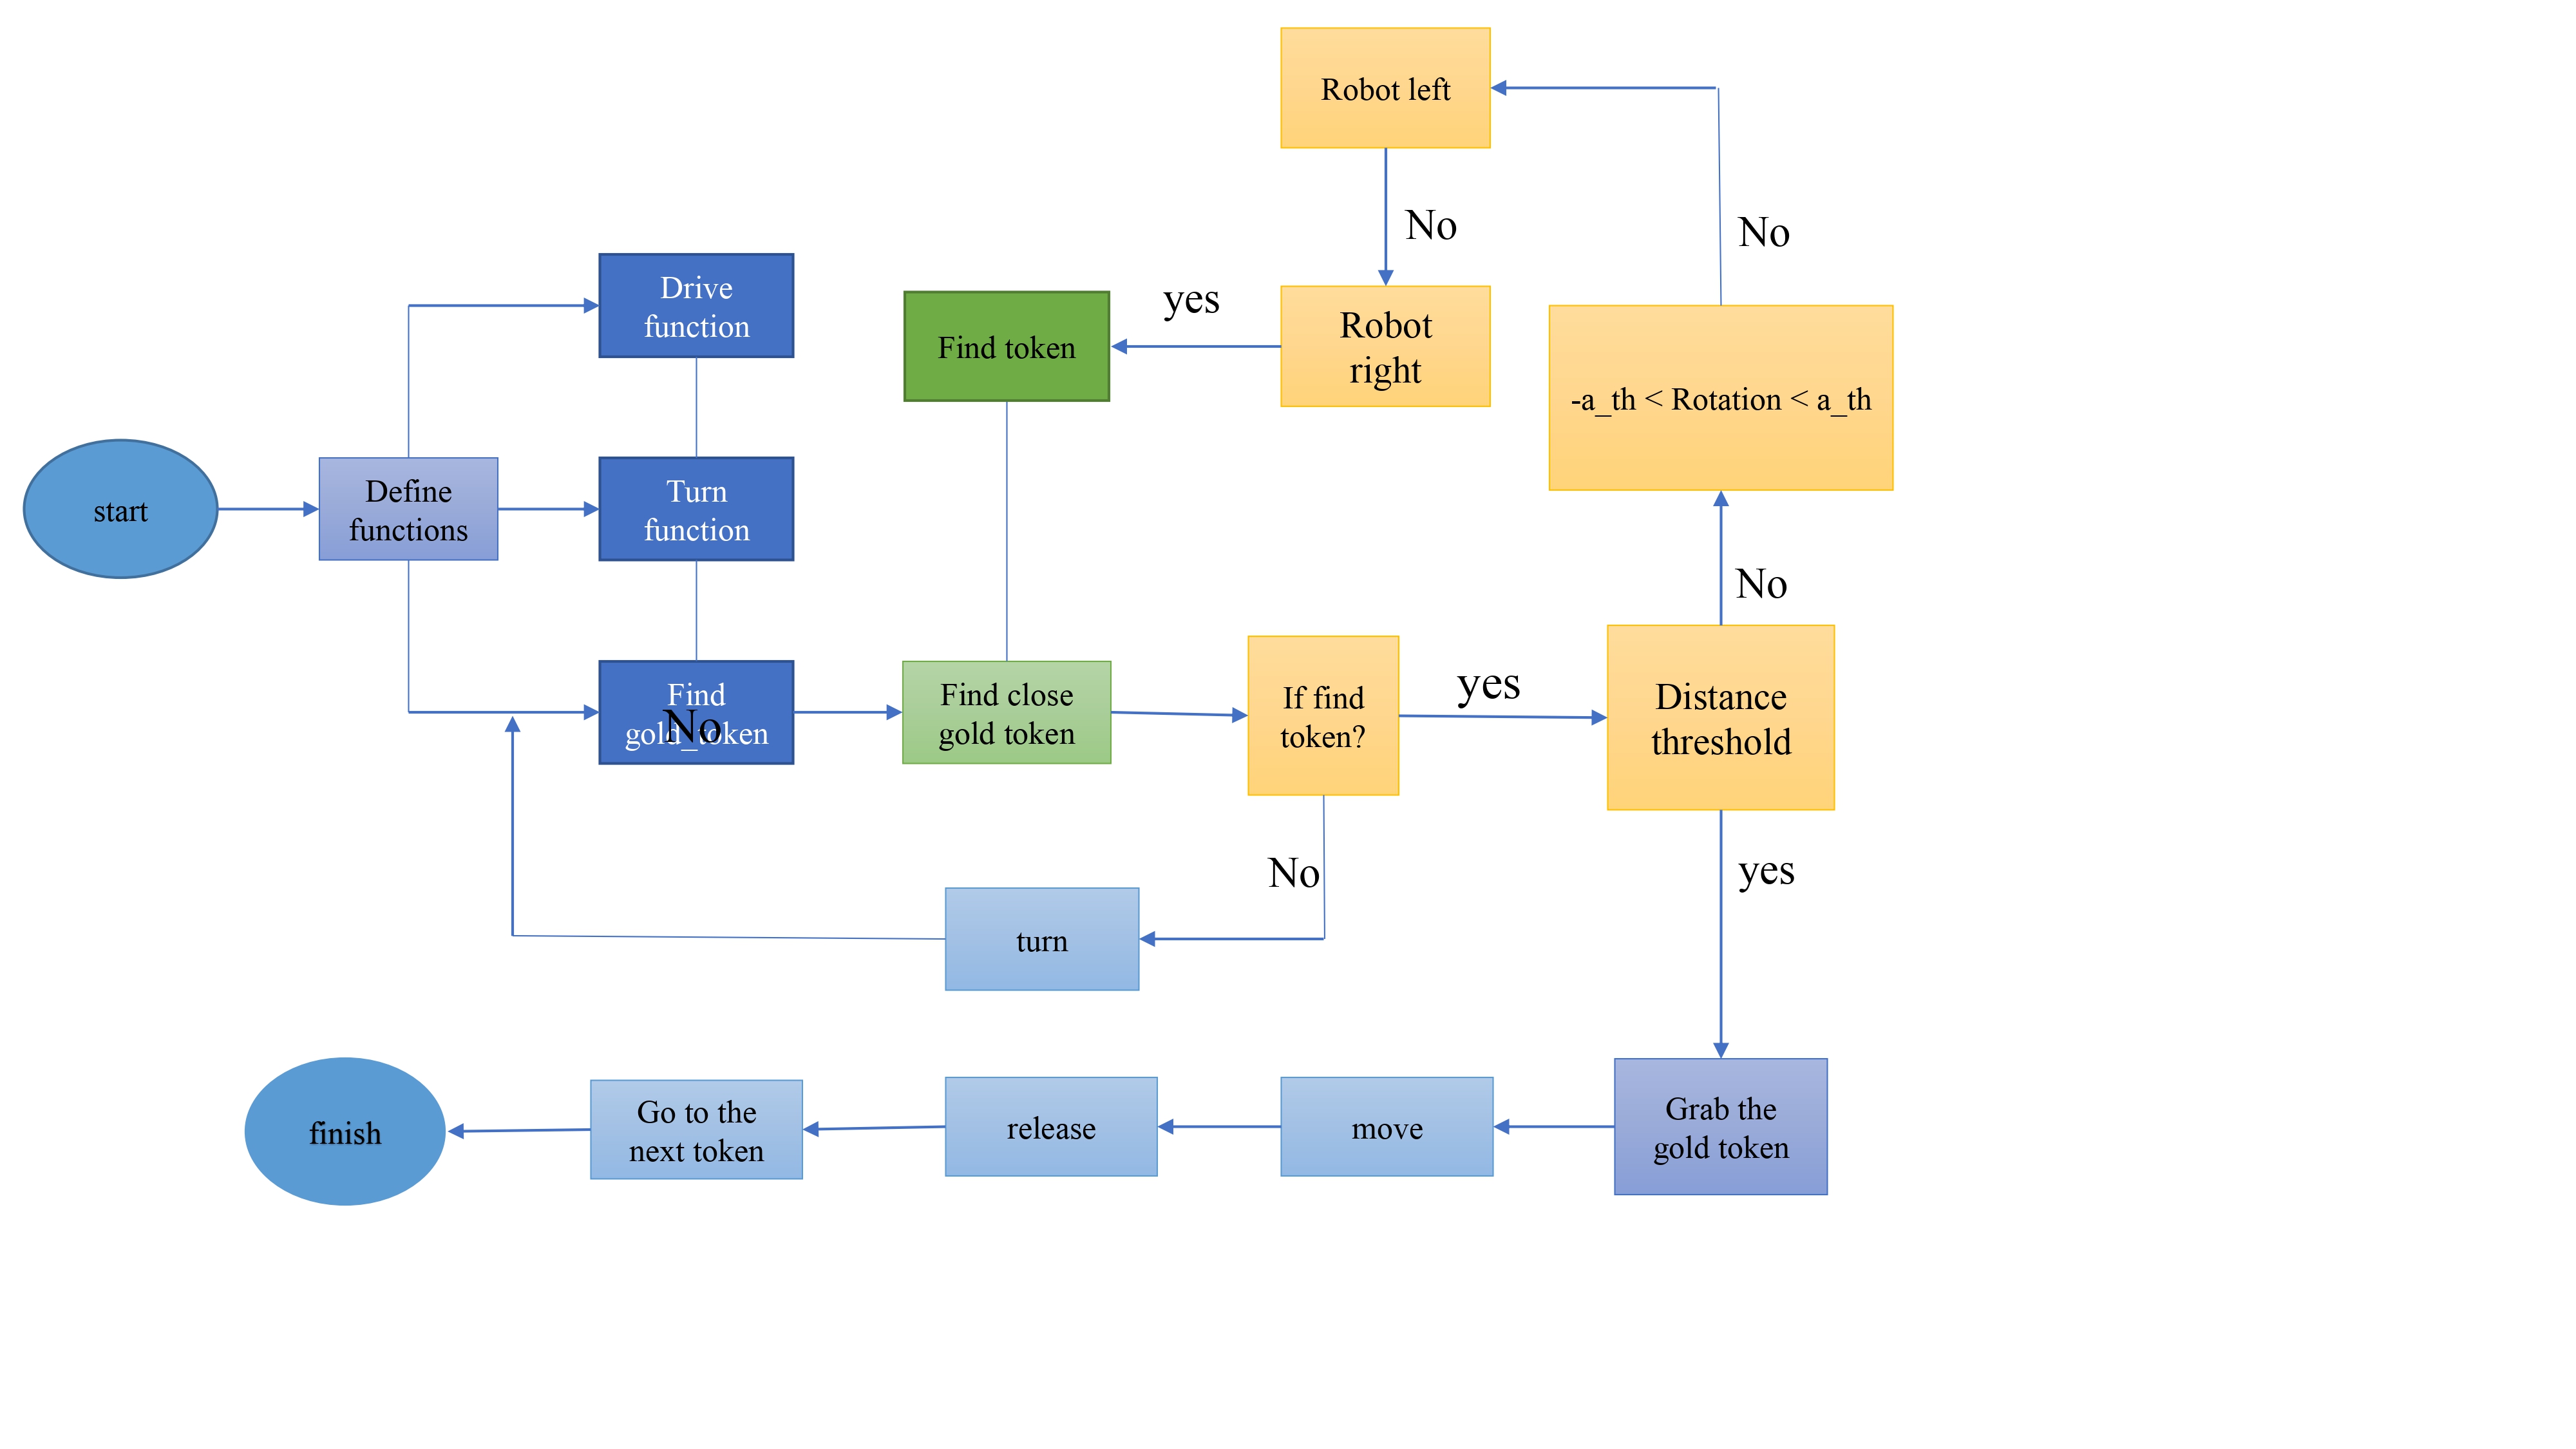 Robot left
No
No
Drive
function
yes
Find token
Robot
right
-a_th < Rotation < a_th
start
Define
functions
Turn
function
No
Find
gold_token
No
Find close
gold token
If find
token?
yes
Distance
threshold
No
yes
turn
finish
Go to the
next token
release
move
Grab the
gold token